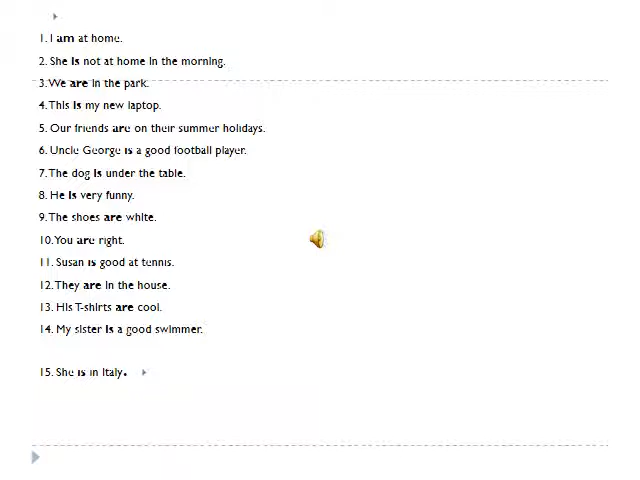 1. I am at home.
2. She is not at home in the morning.
3. We are in the park.
4. This is my new laptop.
5. Our friends are on their summer holidays.
6. Uncle George is a good football player.
7. The dog is under the table.
8. He is very funny.
9. The shoes are white.
10. You are right.
11. Susan is good at tennis.
12. They are in the house.
13. His T-shirts are cool.
14. My sister is a good swimmer.
15. She is in Italy.